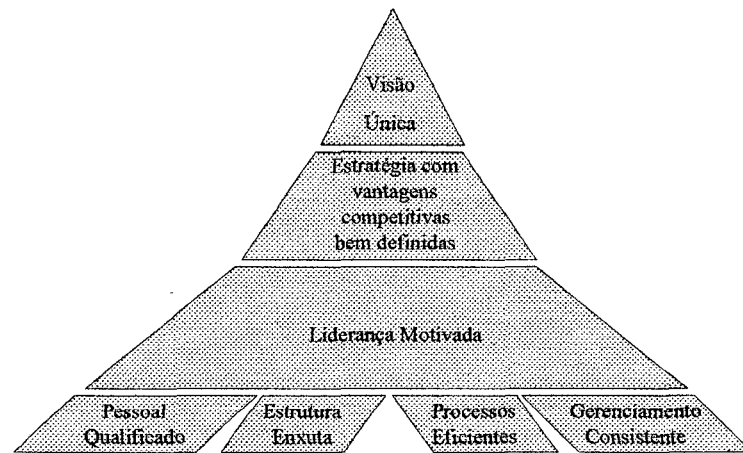 Visão
Única
Estratégia com
vantagens
competitivas
bem definidas
Liderança Motivada
Pessoal
Qualificado
Estrutura
Enxuta
Processos
Eficientes
Gerenciamento
Consistente